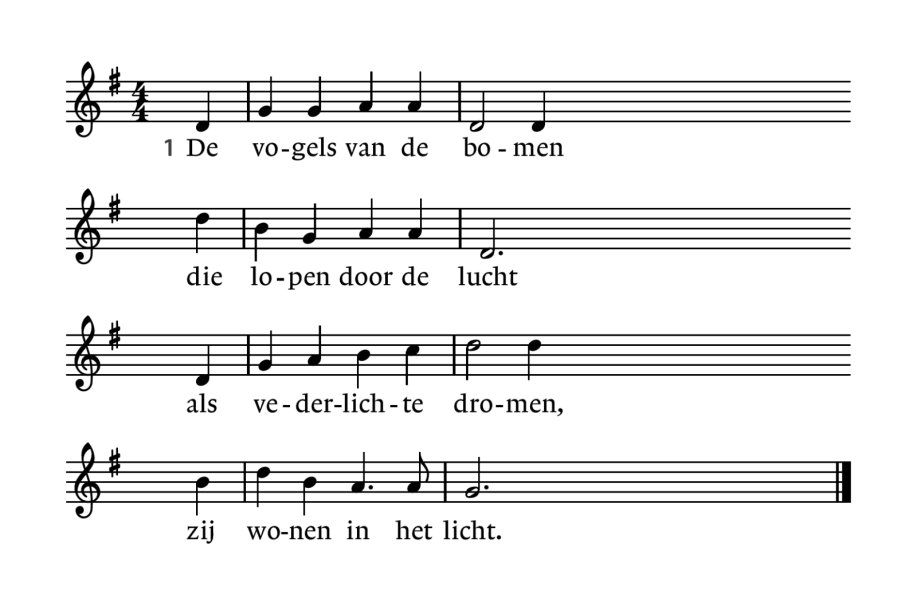 1 De vo-gels van de bo-men
die lo-pen door de lucht
als ve-der-lich-te dro-men,
zij wo-nen in het licht.